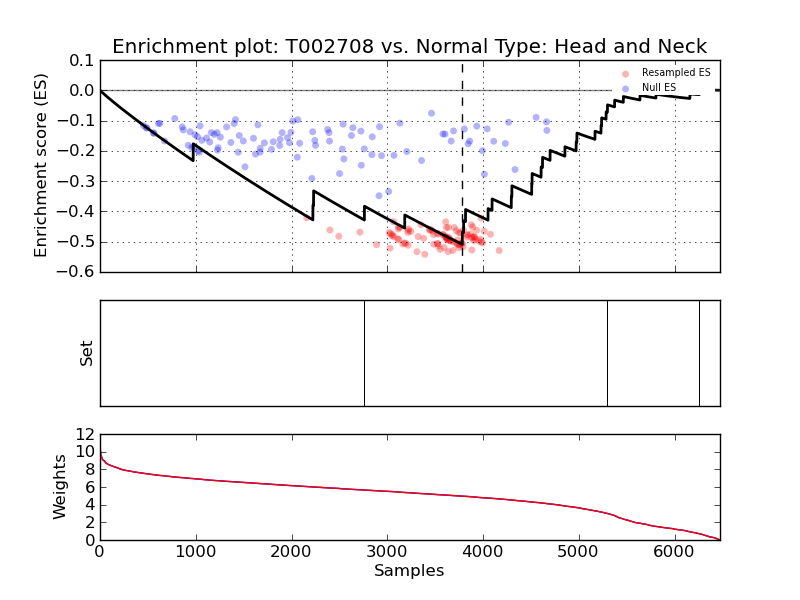 Enrichment plot: T002708 vs. Normal Type: Head and Neck
Enrichment score (ES)
0.1
0.0
−0.1
−0.2
−0.3
−0.4
−0.5
−0.6
Resampled ES
Null ES
Set
Weights
12
10
8
6
4
2
0
0 1000 2000 3000 4000 5000 6000
Samples